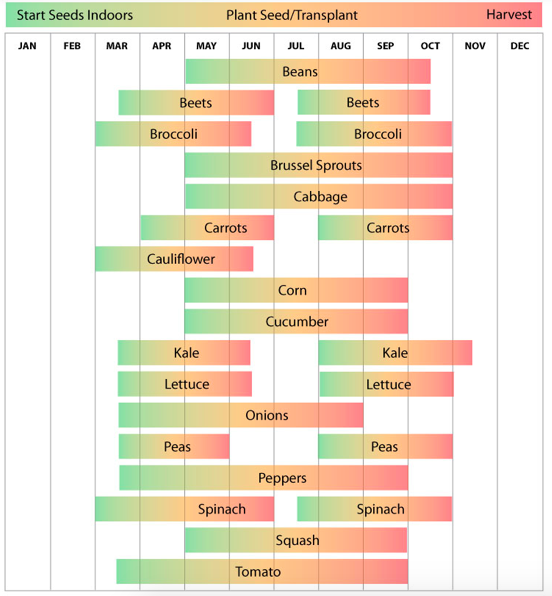 Start Seeds Indoors Plant Seed/Transplant Harvest
JAN FEB MAR APR MAY JUN JUL AUG SEP OCT NOV DEC
Beans
Beets Beets
Broccoli Broccoli
Brussel Sprouts
Cabbage
Carrots Carrots
Cauliflower
Corn
Cucumber
Kale Kale
Lettuce Lettuce
Onions
Peas Peas
Peppers
Spinach Spinach
Squash
Tomato